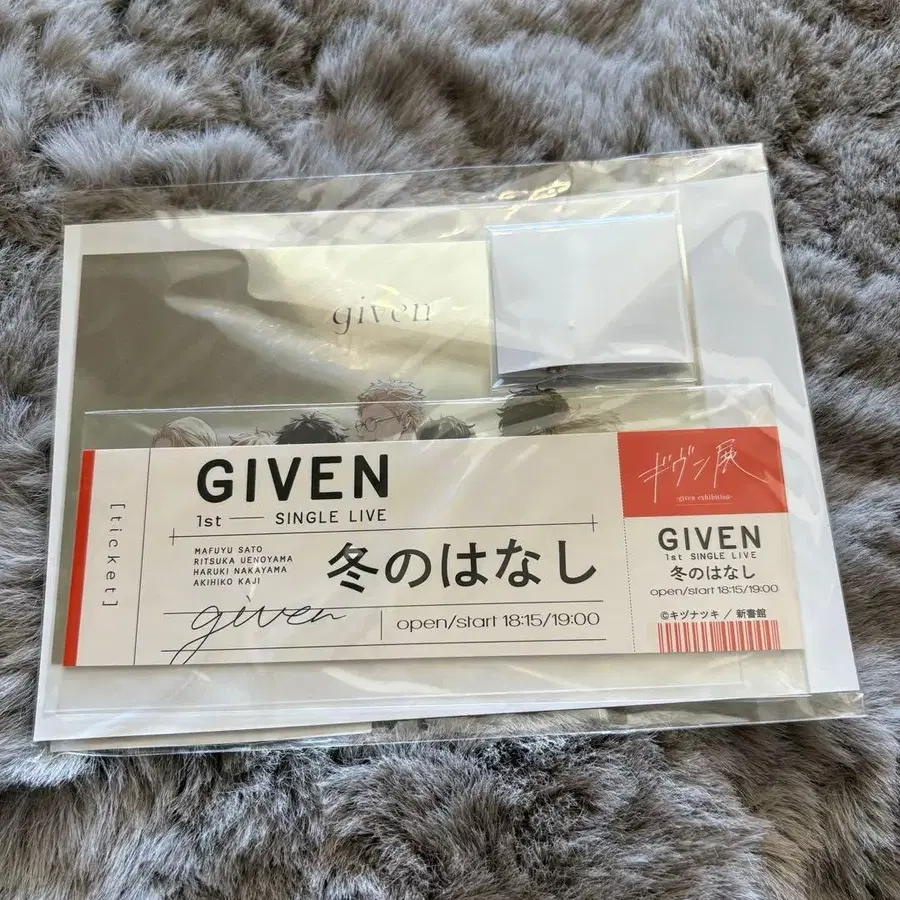 given
[ticket]
GIVEN
1st — SINGLE LIVE
MAFUYU SATO
RITSUKA UENOYAMA
HARUKI NAKAYAMA
AKIHIKO KAJI
冬のはなし
given
open/start 18:15/19:00
ギヴン展
-given exhibition-
GIVEN
1st SINGLE LIVE
冬のはなし
open/start 18:15/19:00
©キヅナツキ / 新書館